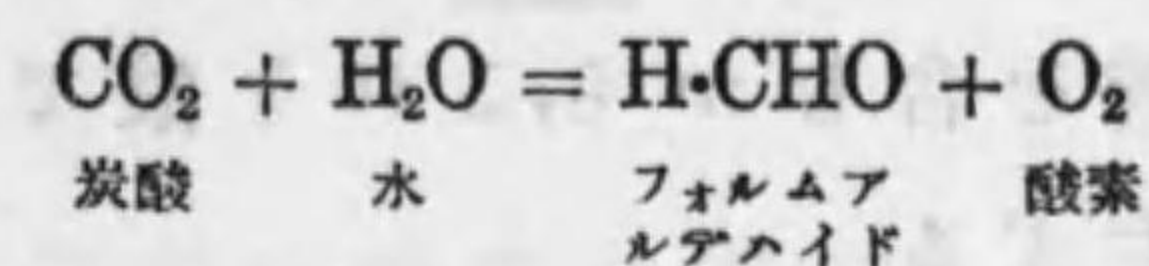 CO₂ + H₂O = H·CHO + O₂
炭酸 水 フォルムア 酸素
ルデハイド